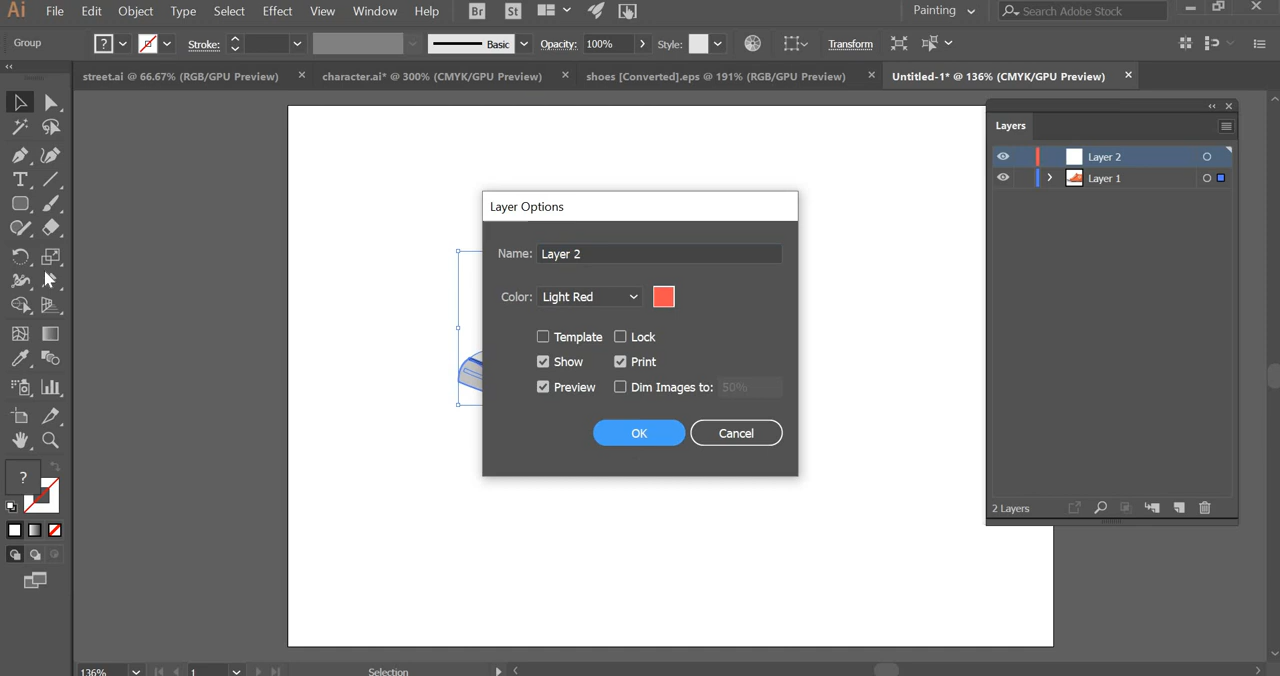 Ai File Edit Object Type Select Effect View Window Help Br St Painting Search Adobe Stock
Group ? Stroke: Basic Opacity: 100% Style: Transform
street.ai @ 66.67% (RGB/GPU Preview) character.ai* @ 300% (CMYK/GPU Preview) shoes [Converted].eps @ 191% (RGB/GPU Preview) Untitled-1* @ 136% (CMYK/GPU Preview)
Layers
Layer 2
Layer 1
Layer Options
Name: Layer 2
Color: Light Red
Template Lock
Show Print
Preview Dim Images to: 50%
OK Cancel
?
2 Layers
136% 1 Selection